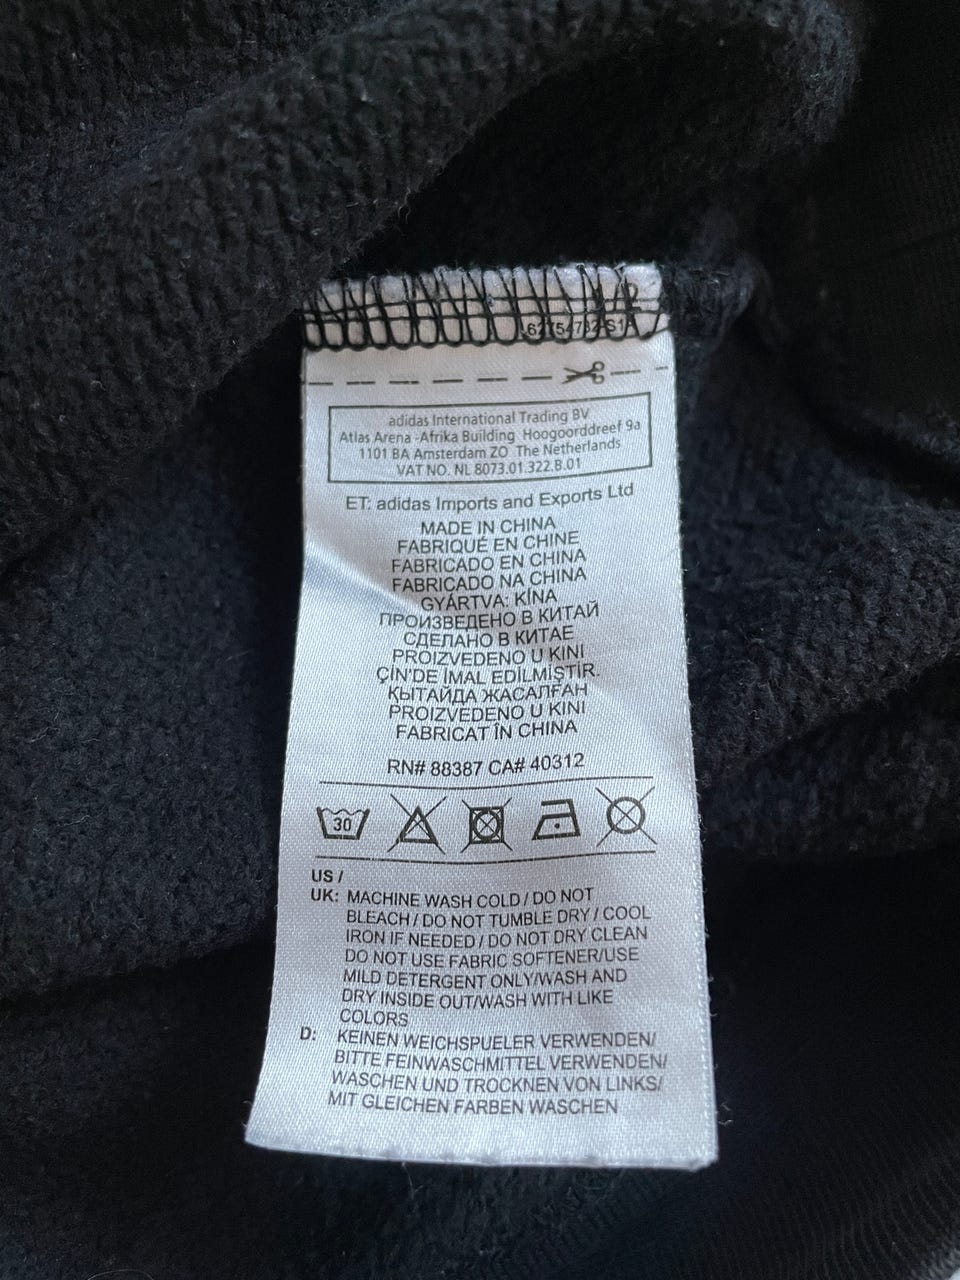 adidas International Trading BV
Atlas Arena -Afrika Building Hoogoorddreef 9a
1101 BA Amsterdam ZO The Netherlands
VAT NO. NL 8073.01.322.B.01
ET: adidas Imports and Exports Ltd
MADE IN CHINA
FABRIQUÉ EN CHINE
FABRICADO EN CHINA
FABRICADO NA CHINA
GYÁRTVA: KÍNA
ПРОИЗВЕДЕНО В КИТАЙ
СДЕЛАНО В КИТАЕ
PROIZVEDENO U KINI
ÇİN'DE İMAL EDİLMİŞTİR.
ҚЫТАЙДА ЖАСАЛҒАН
PROIZVEDENO U KINI
FABRICAT ÎN CHINA
RN# 88387 CA# 40312
30
US /
UK: MACHINE WASH COLD / DO NOT
BLEACH / DO NOT TUMBLE DRY / COOL
IRON IF NEEDED / DO NOT DRY CLEAN
DO NOT USE FABRIC SOFTENER/USE
MILD DETERGENT ONLY/WASH AND
DRY INSIDE OUT/WASH WITH LIKE
COLORS
D: KEINEN WEICHSPUELER VERWENDEN/
BITTE FEINWASCHMITTEL VERWENDEN/
WASCHEN UND TROCKNEN VON LINKS/
MIT GLEICHEN FARBEN WASCHEN